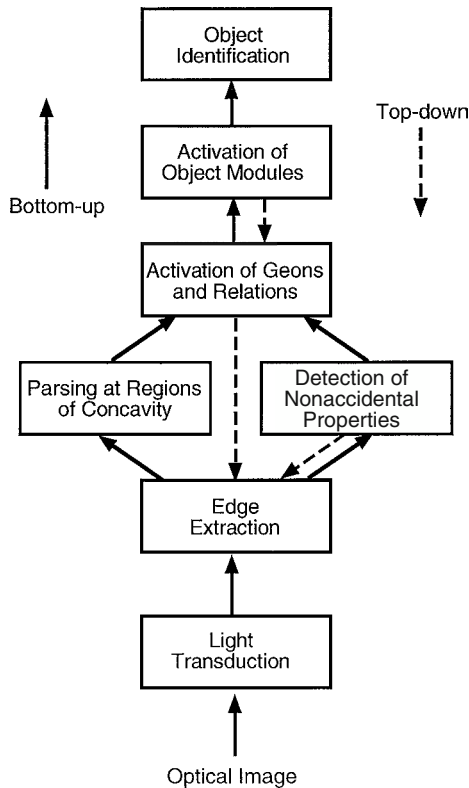 Object
Identification
Top-down
Activation of
Object Modules
Bottom-up
Activation of Geons
and Relations
Parsing at Regions
of Concavity
Detection of
Nonaccidental
Properties
Edge
Extraction
Light
Transduction
Optical Image